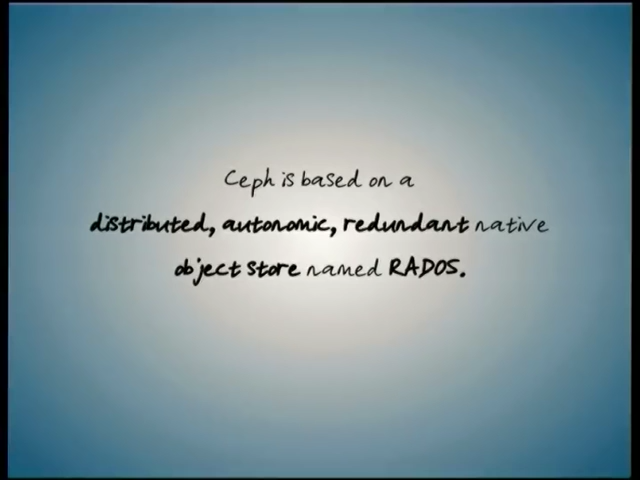 Ceph is based on a
distributed, autonomic, redundant native
object store named RADOS.